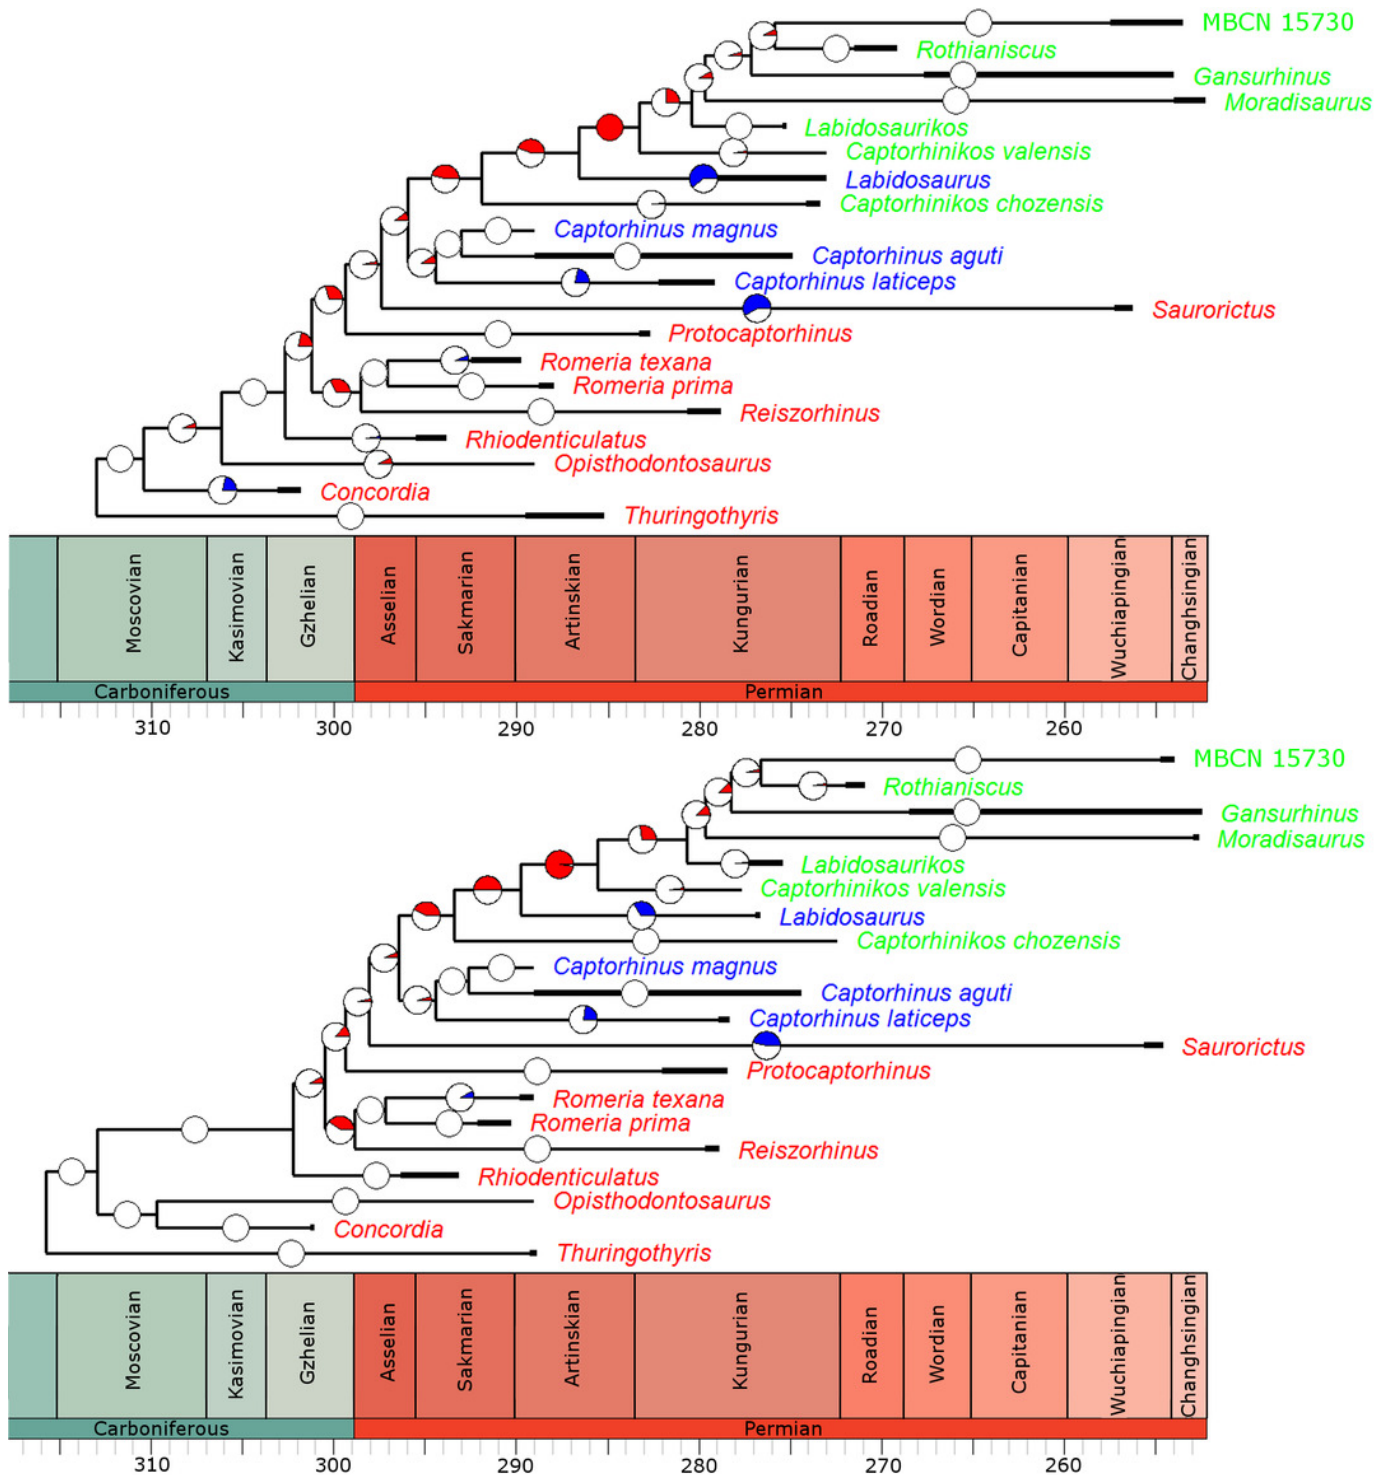 MBCN 15730
Rothianiscus
Gansurhinus
Moradisaurus
Labidosaurikos
Captorhinikos valensis
Labidosaurus
Captorhinikos chozensis
Captorhinus magnus
Captorhinus aguti
Captorhinus laticeps
Saurorictus
Protocaptorhinus
Romeria texana
Romeria prima
Reiszorhinus
Rhiodenticulatus
Opisthodontosaurus
Concordia
Thuringothyris
Moscovian Kasimovian Gzhelian Asselian Sakmarian Artinskian Kungurian Roadian Wordian Capitanian Wuchiapingian Changhsingian
Carboniferous Permian
310 300 290 280 270 260
MBCN 15730
Rothianiscus
Gansurhinus
Moradisaurus
Labidosaurikos
Captorhinikos valensis
Labidosaurus
Captorhinikos chozensis
Captorhinus magnus
Captorhinus aguti
Captorhinus laticeps
Saurorictus
Protocaptorhinus
Romeria texana
Romeria prima
Reiszorhinus
Rhiodenticulatus
Opisthodontosaurus
Concordia
Thuringothyris
Moscovian Kasimovian Gzhelian Asselian Sakmarian Artinskian Kungurian Roadian Wordian Capitanian Wuchiapingian Changhsingian
Carboniferous Permian
310 300 290 280 270 260